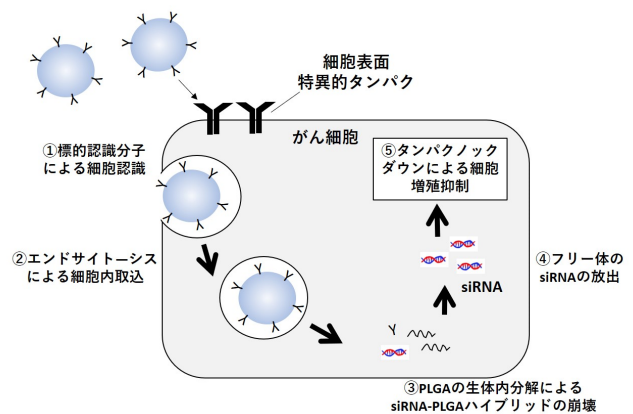 細胞表面
特異的タンパク
がん細胞
①標的認識分子
による細胞認識
⑤タンパクノック
ダウンによる細胞
増殖抑制
②エンドサイトーシス
による細胞内取込
④フリー体の
siRNAの放出
siRNA
③PLGAの生体内分解による
siRNA-PLGAハイブリッドの崩壊